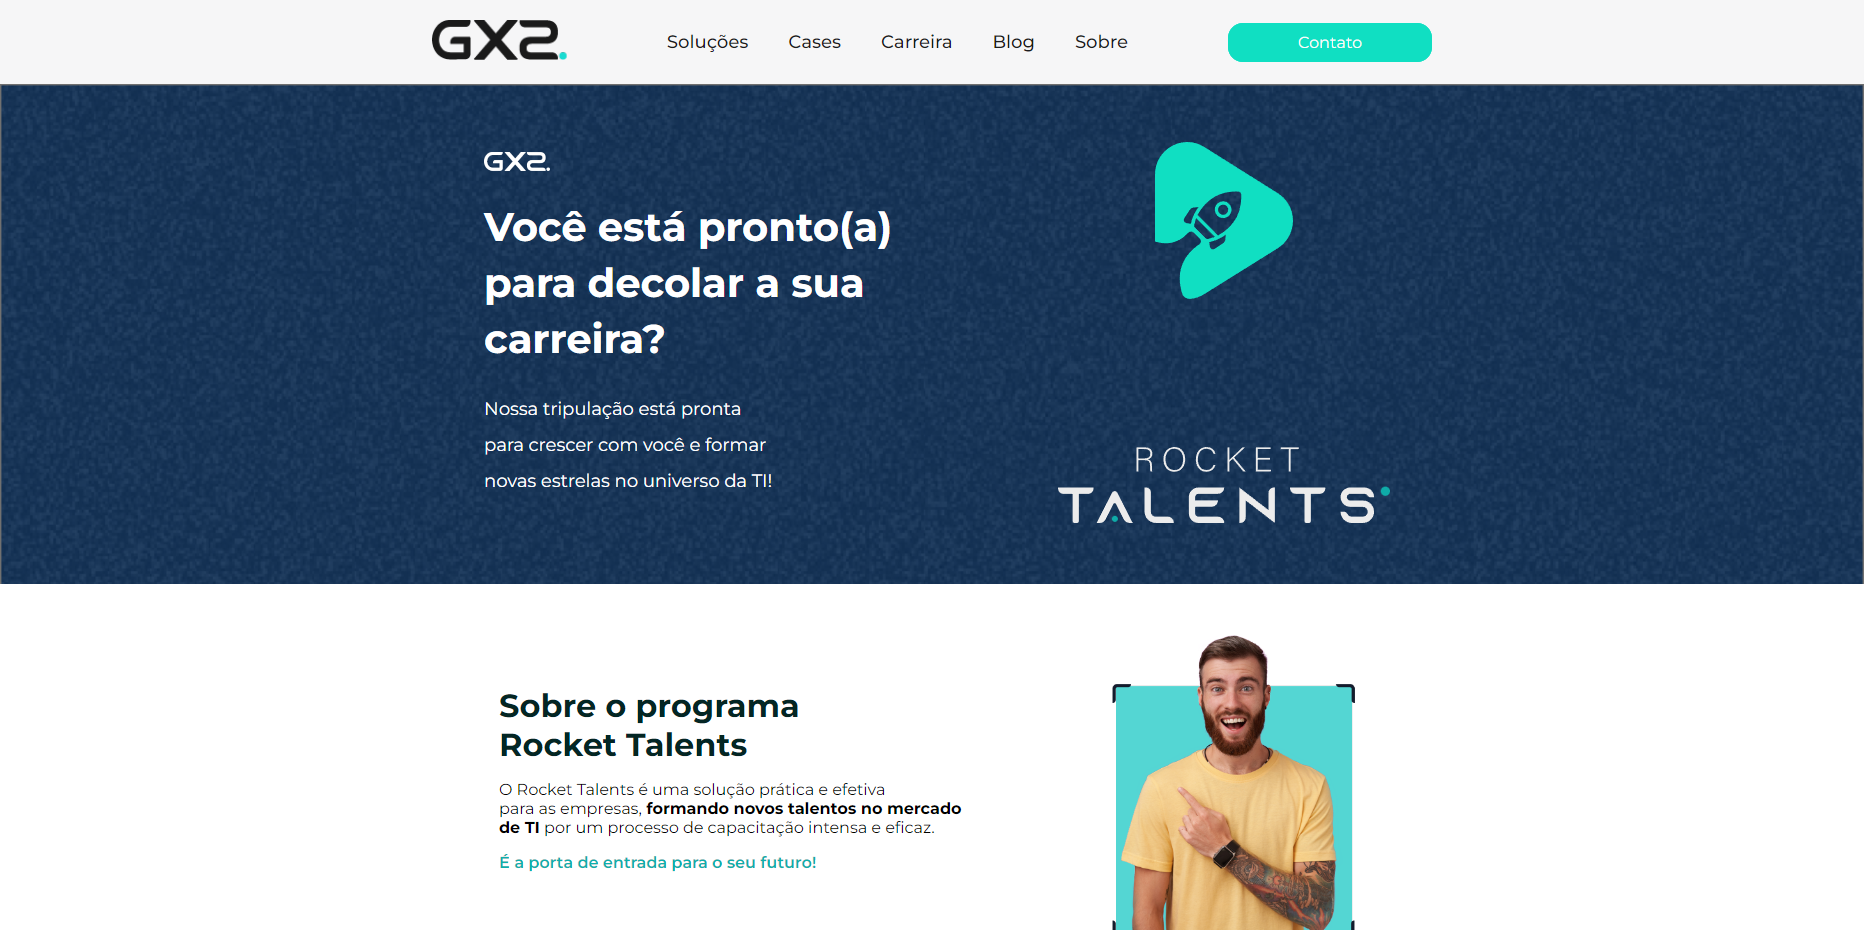 GX2.
Soluções
Cases
Carreira
Blog
Sobre
Contato
GX2.
Você está pronto(a)
para decolar a sua
carreira?
Nossa tripulação está pronta
para crescer com você e formar
novas estrelas no universo da TI!
ROCKET
TALENTS
Sobre o programa
Rocket Talents
O Rocket Talents é uma solução prática e efetiva
para as empresas, formando novos talentos no mercado
de TI por um processo de capacitação intensa e eficaz.
É a porta de entrada para o seu futuro!